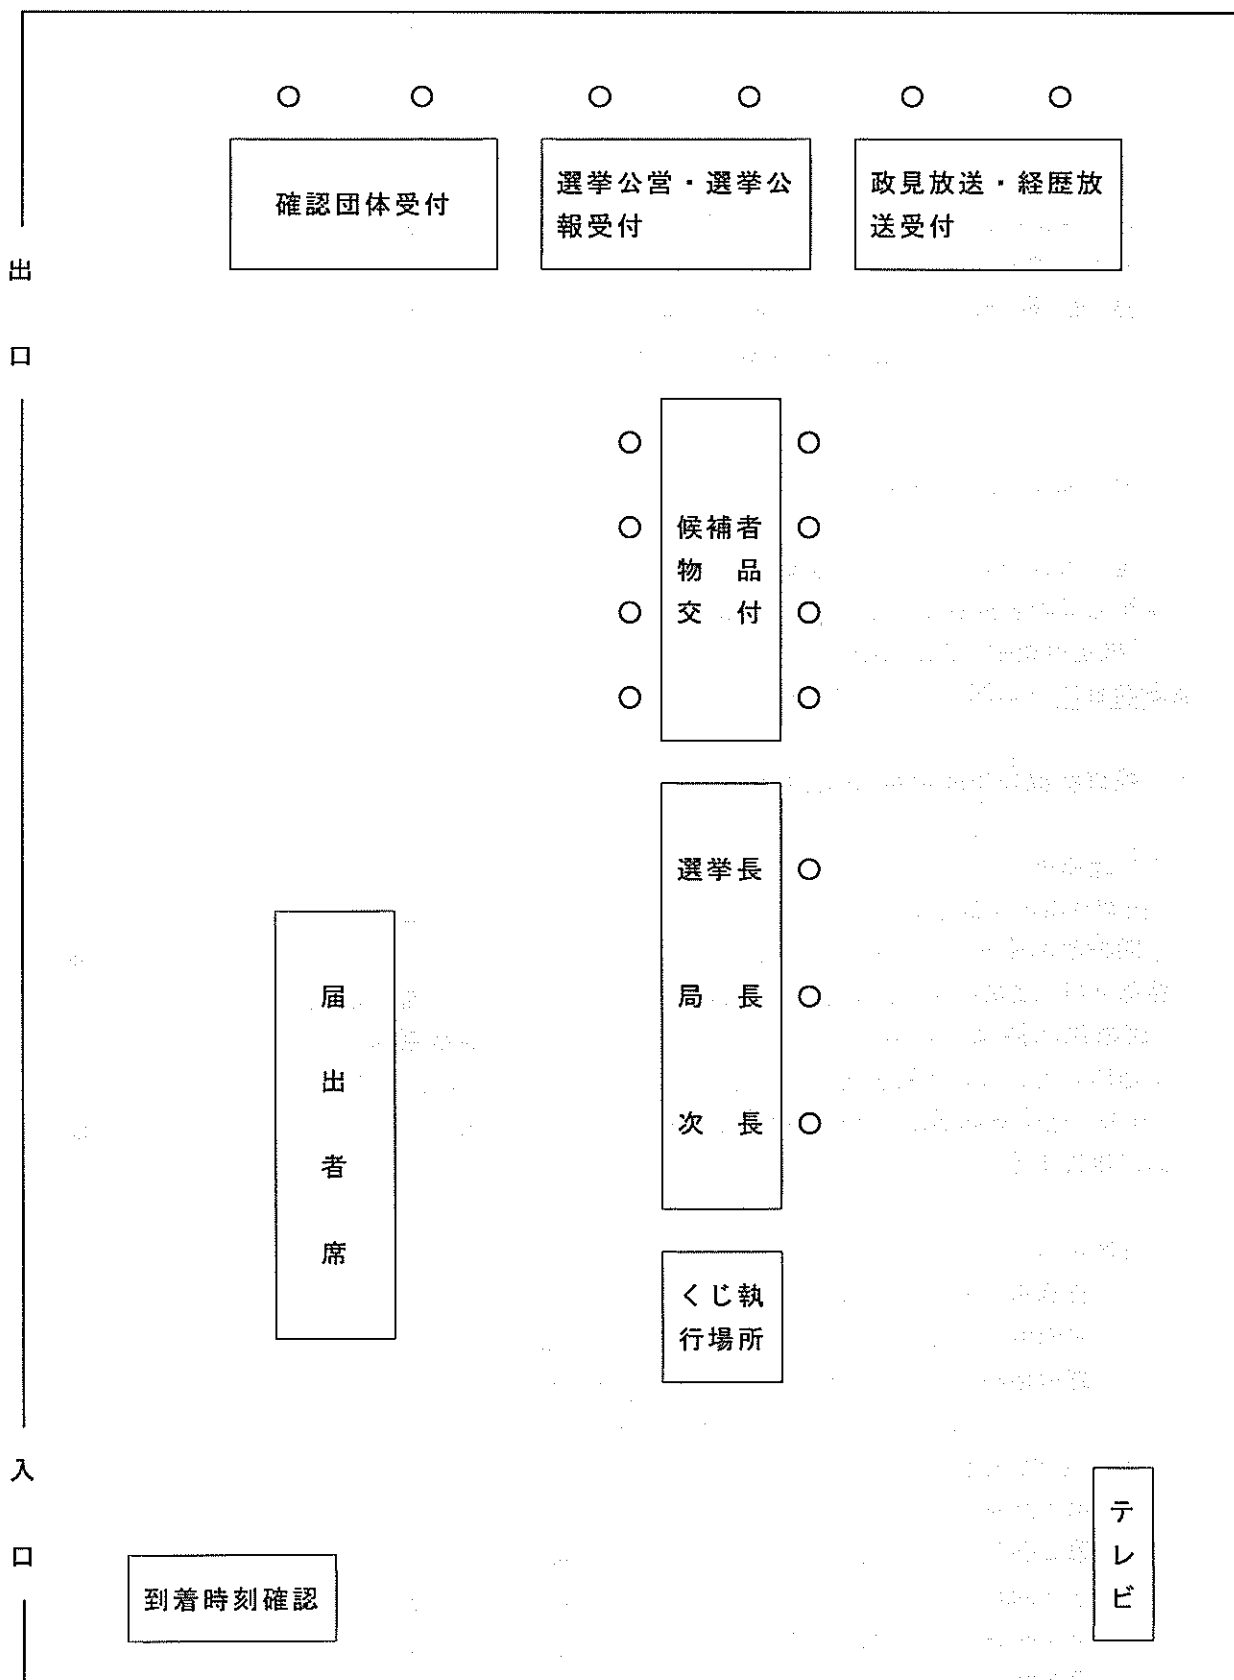 確認団体受付
選挙公営・選挙公
報受付
政見放送・経歴放
送受付
出口
候補者
物品
交付
選挙長
局長
次長
届出者席
くじ執
行場所
入口
到着時刻確認
テレビ